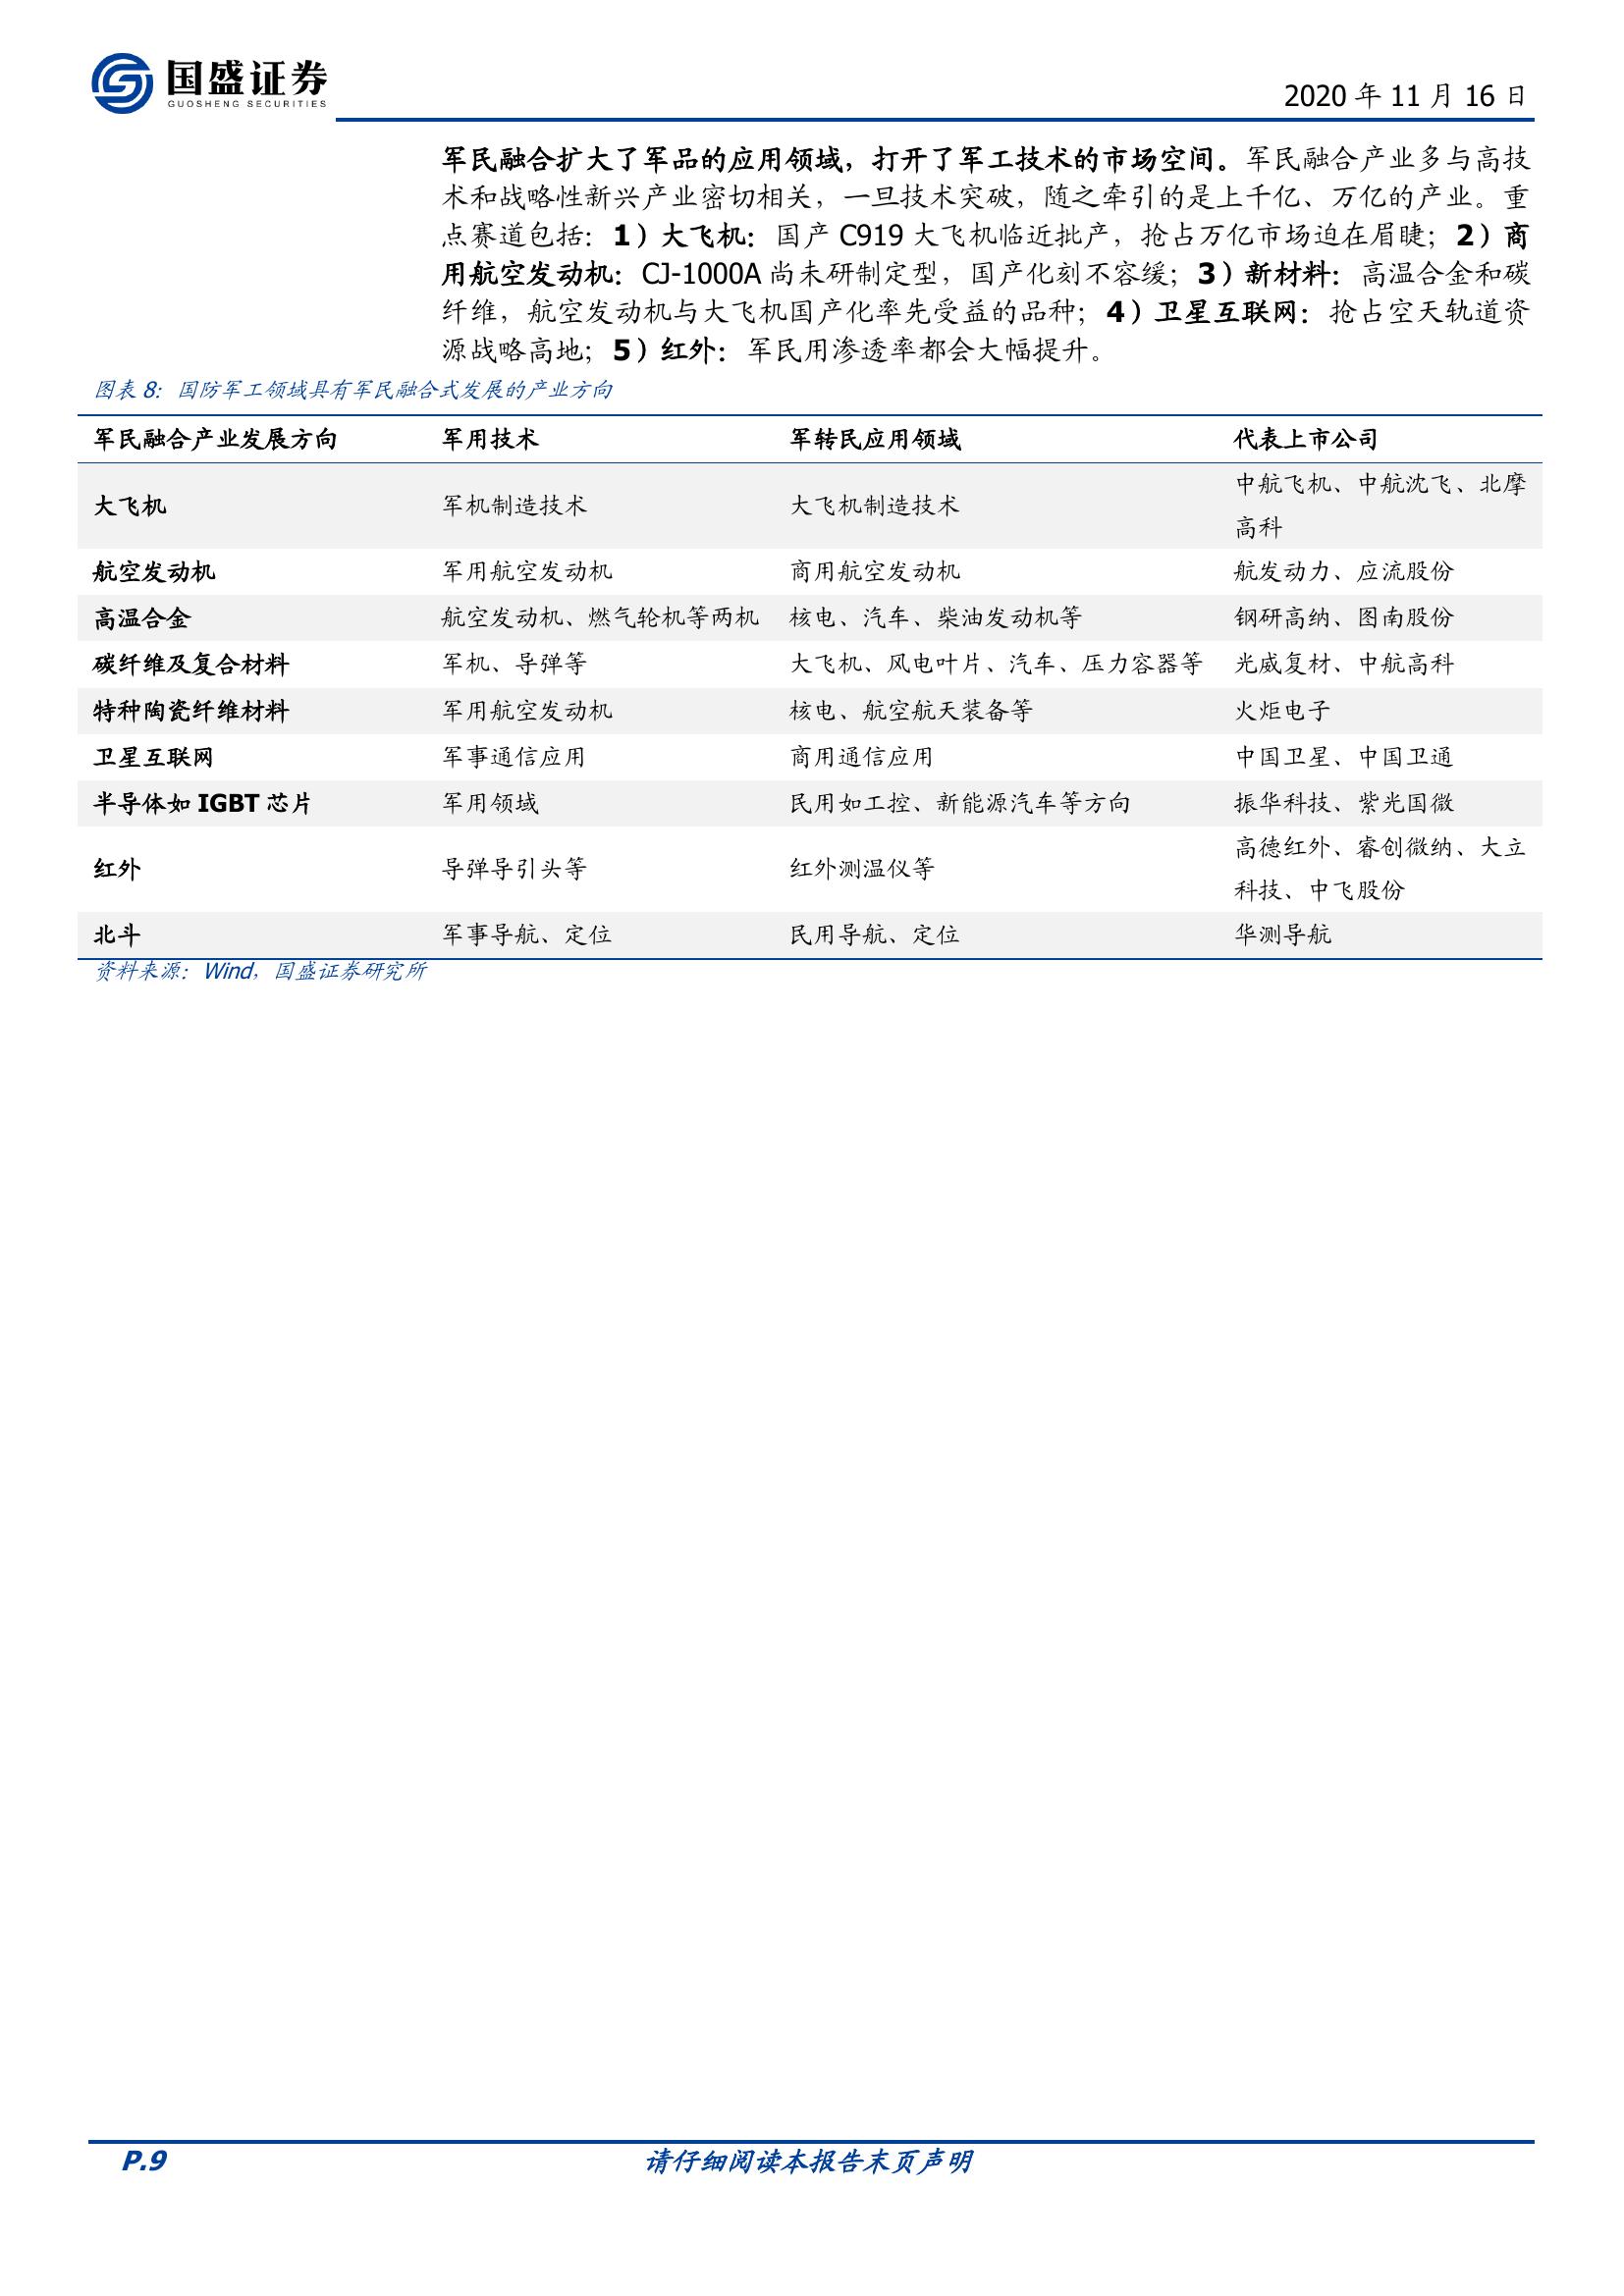 国盛证券
GUOSHENG SECURITIES
2020 年 11 月 16 日
军民融合扩大了军品的应用领域，打开了军工技术的市场空间。军民融合产业多与高技
术和战略性新兴产业密切相关，一旦技术突破，随之牵引的是上千亿、万亿的产业。重
点赛道包括：1）大飞机：国产 C919 大飞机临近批产，抢占万亿市场迫在眉睫；2）商
用航空发动机：CJ-1000A 尚未研制定型，国产化刻不容缓；3）新材料：高温合金和碳
纤维，航空发动机与大飞机国产化率先受益的品种；4）卫星互联网：抢占空天轨道资
源战略高地；5）红外：军民用渗透率都会大幅提升。
图表 8：国防军工领域具有军民融合式发展的产业方向
军民融合产业发展方向 军用技术 军转民应用领域 代表上市公司
大飞机 军机制造技术 大飞机制造技术 中航飞机、中航沈飞、北摩
高科
航空发动机 军用航空发动机 商用航空发动机 航发动力、应流股份
高温合金 航空发动机、燃气轮机等两机 核电、汽车、柴油发动机等 钢研高纳、图南股份
碳纤维及复合材料 军机、导弹等 大飞机、风电叶片、汽车、压力容器等 光威复材、中航高科
特种陶瓷纤维材料 军用航空发动机 核电、航空航天装备等 火炬电子
卫星互联网 军事通信应用 商用通信应用 中国卫星、中国卫通
半导体如 IGBT 芯片 军用领域 民用如工控、新能源汽车等方向 振华科技、紫光国微
红外 导弹导引头等 红外测温仪等 高德红外、睿创微纳、大立
科技、中飞股份
北斗 军事导航、定位 民用导航、定位 华测导航
资料来源：Wind，国盛证券研究所
P.9 请仔细阅读本报告末页声明